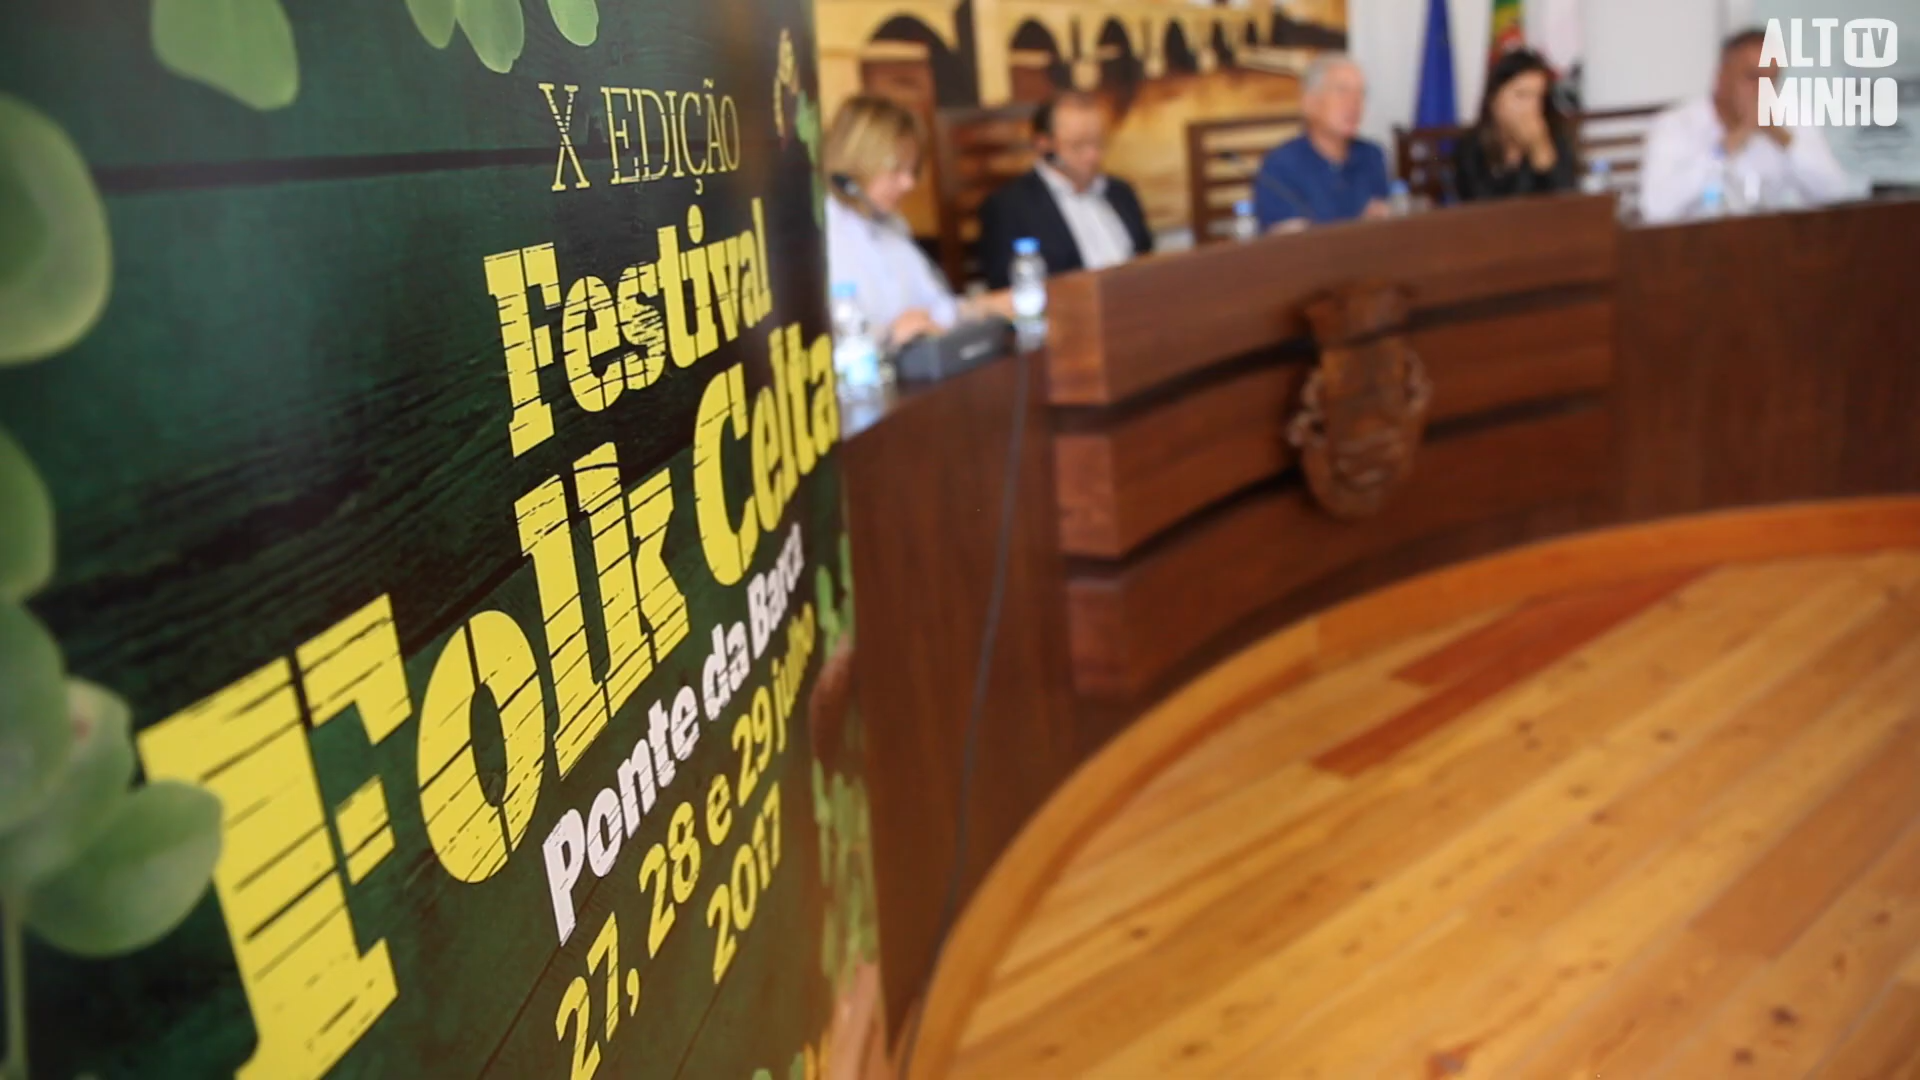 X EDIÇÃO
Festival
Folk Celta
Ponte da Barca
27, 28 e 29 julho
2017
ALTO TV
MINHO